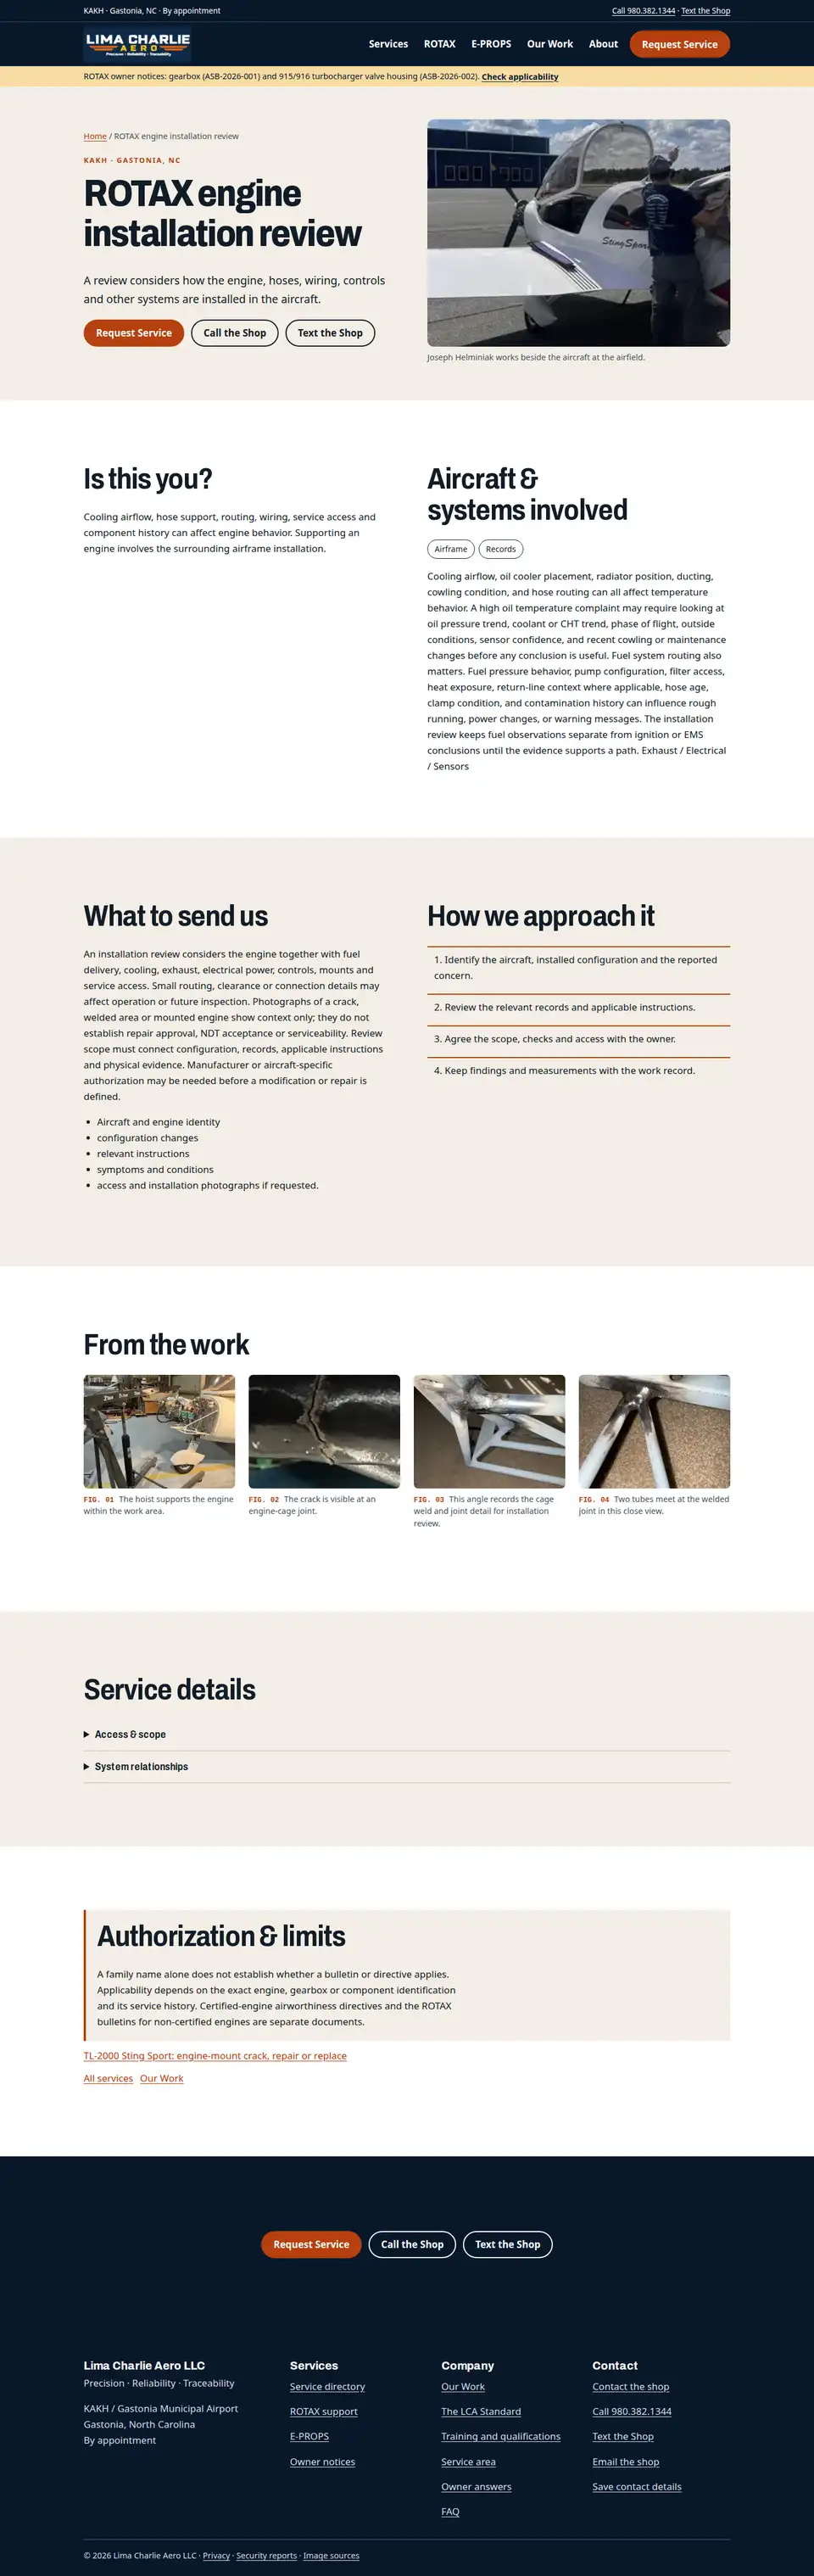 KAKH · Gastonia, NC · By appointment
Call 980.382.1344 · Text the Shop
LIMA CHARLIE
AERO
Precision • Reliability • Traceability
Services
ROTAX
E-PROPS
Our Work
About
Request Service
ROTAX owner notices: gearbox (ASB-2026-001) and 915/916 turbocharger valve housing (ASB-2026-002). Check applicability
Home / ROTAX engine installation review
KAKH · GASTONIA, NC
ROTAX engine
installation review
A review considers how the engine, hoses, wiring, controls
and other systems are installed in the aircraft.
Request Service
Call the Shop
Text the Shop
StingSport
Joseph Helminiak works beside the aircraft at the airfield.
Is this you?
Cooling airflow, hose support, routing, wiring, service access and
component history can affect engine behavior. Supporting an
engine involves the surrounding airframe installation.
Aircraft &
systems involved
Airframe
Records
Cooling airflow, oil cooler placement, radiator position, ducting,
cowling condition, and hose routing can all affect temperature
behavior. A high oil temperature complaint may require looking at
oil pressure trend, coolant or CHT trend, phase of flight, outside
conditions, sensor confidence, and recent cowling or maintenance
changes before any conclusion is useful. Fuel system routing also
matters. Fuel pressure behavior, pump configuration, filter access,
heat exposure, return-line context where applicable, hose age,
clamp condition, and contamination history can influence rough
running, power changes, or warning messages. The installation
review keeps fuel observations separate from ignition or EMS
conclusions until the evidence supports a path. Exhaust / Electrical
/ Sensors
What to send us
An installation review considers the engine together with fuel
delivery, cooling, exhaust, electrical power, controls, mounts and
service access. Small routing, clearance or connection details may
affect operation or future inspection. Photographs of a crack,
welded area or mounted engine show context only; they do not
establish repair approval, NDT acceptance or serviceability. Review
scope must connect configuration, records, applicable instructions
and physical evidence. Manufacturer or aircraft-specific
authorization may be needed before a modification or repair is
defined.
• Aircraft and engine identity
• configuration changes
• relevant instructions
• symptoms and conditions
• access and installation photographs if requested.
How we approach it
1. Identify the aircraft, installed configuration and the reported
concern.
2. Review the relevant records and applicable instructions.
3. Agree the scope, checks and access with the owner.
4. Keep findings and measurements with the work record.
From the work
FIG. 01 The hoist supports the engine
within the work area.
FIG. 02 The crack is visible at an
engine-cage joint.
FIG. 03 This angle records the cage
weld and joint detail for installation
review.
FIG. 04 Two tubes meet at the welded
joint in this close view.
Service details
Access & scope
System relationships
Authorization & limits
A family name alone does not establish whether a bulletin or directive applies.
Applicability depends on the exact engine, gearbox or component identification
and its service history. Certified-engine airworthiness directives and the ROTAX
bulletins for non-certified engines are separate documents.
TL-2000 Sting Sport: engine-mount crack, repair or replace
All services Our Work
Request Service
Call the Shop
Text the Shop
Lima Charlie Aero LLC
Precision · Reliability · Traceability
KAKH / Gastonia Municipal Airport
Gastonia, North Carolina
By appointment
Services
Service directory
ROTAX support
E-PROPS
Owner notices
Company
Our Work
The LCA Standard
Training and qualifications
Service area
Owner answers
FAQ
Contact
Contact the shop
Call 980.382.1344
Text the Shop
Email the shop
Save contact details
© 2026 Lima Charlie Aero LLC · Privacy · Security reports · Image sources